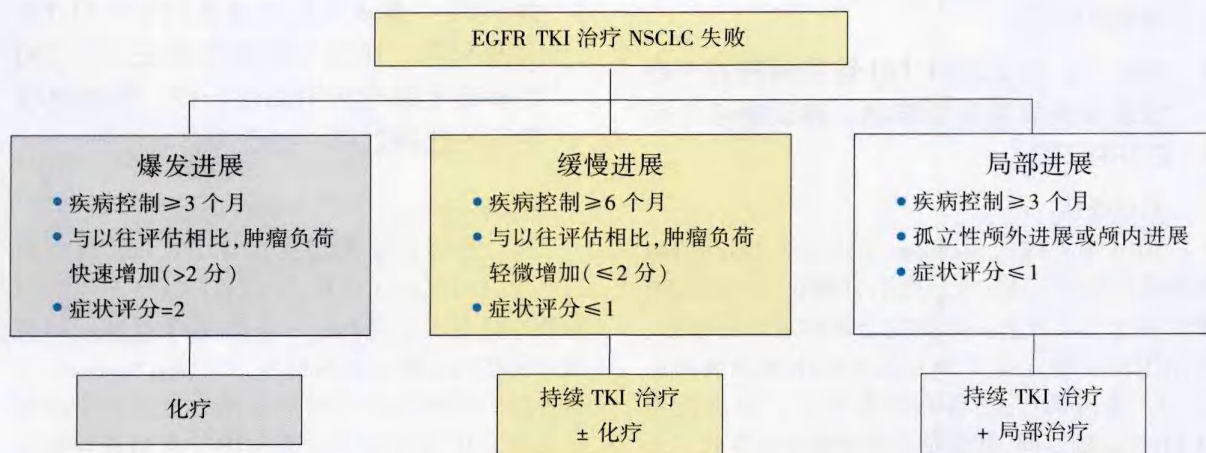 EGFR TKI 治疗 NSCLC 失败
爆发进展
• 疾病控制≥3 个月
• 与以往评估相比,肿瘤负荷
快速增加(>2 分)
• 症状评分=2
缓慢进展
• 疾病控制≥6 个月
• 与以往评估相比,肿瘤负荷
轻微增加(≤2 分)
• 症状评分≤1
局部进展
• 疾病控制≥3 个月
• 孤立性颅外进展或颅内进展
• 症状评分≤1
化疗
持续 TKI 治疗
± 化疗
持续 TKI 治疗
+ 局部治疗